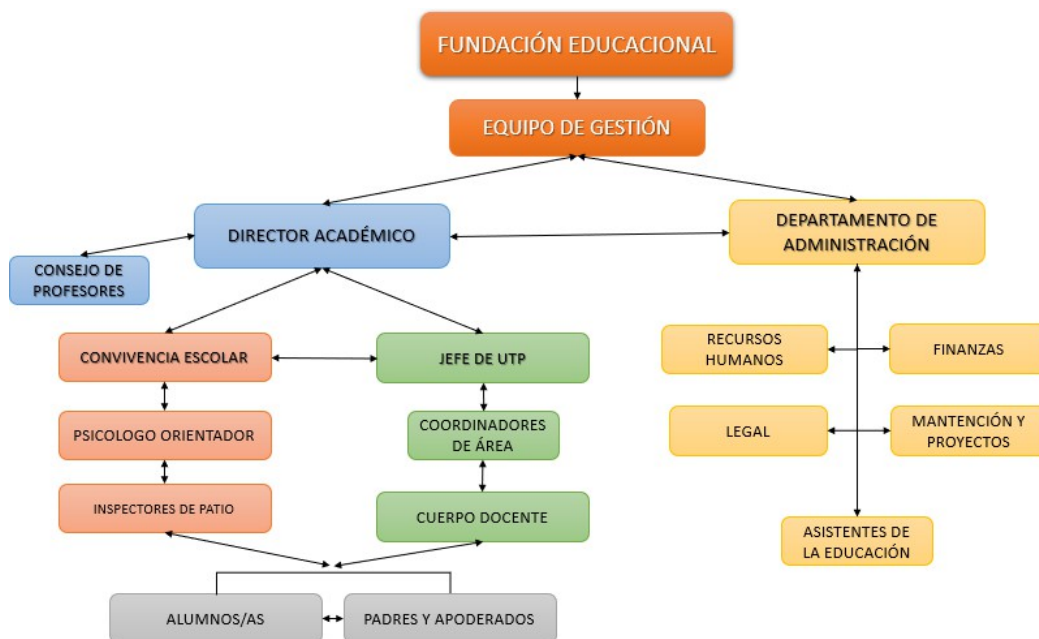 FUNDACIÓN EDUCACIONAL
EQUIPO DE GESTIÓN
DIRECTOR ACADÉMICO
DEPARTAMENTO DE
ADMINISTRACIÓN
CONSEJO DE
PROFESORES
CONVIVENCIA ESCOLAR
JEFE DE UTP
RECURSOS
HUMANOS
FINANZAS
PSICOLOGO ORIENTADOR
COORDINADORES
DE ÁREA
LEGAL
MANTENCIÓN Y
PROYECTOS
INSPECTORES DE PATIO
CUERPO DOCENTE
ASISTENTES DE
LA EDUCACIÓN
ALUMNOS/AS
PADRES Y APODERADOS